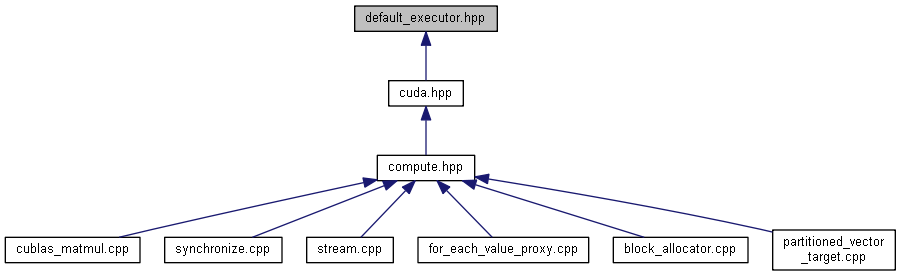 default_executor.hpp
cuda.hpp
compute.hpp
cublas_matmul.cpp
synchronize.cpp
stream.cpp
for_each_value_proxy.cpp
block_allocator.cpp
partitioned_vector
_target.cpp